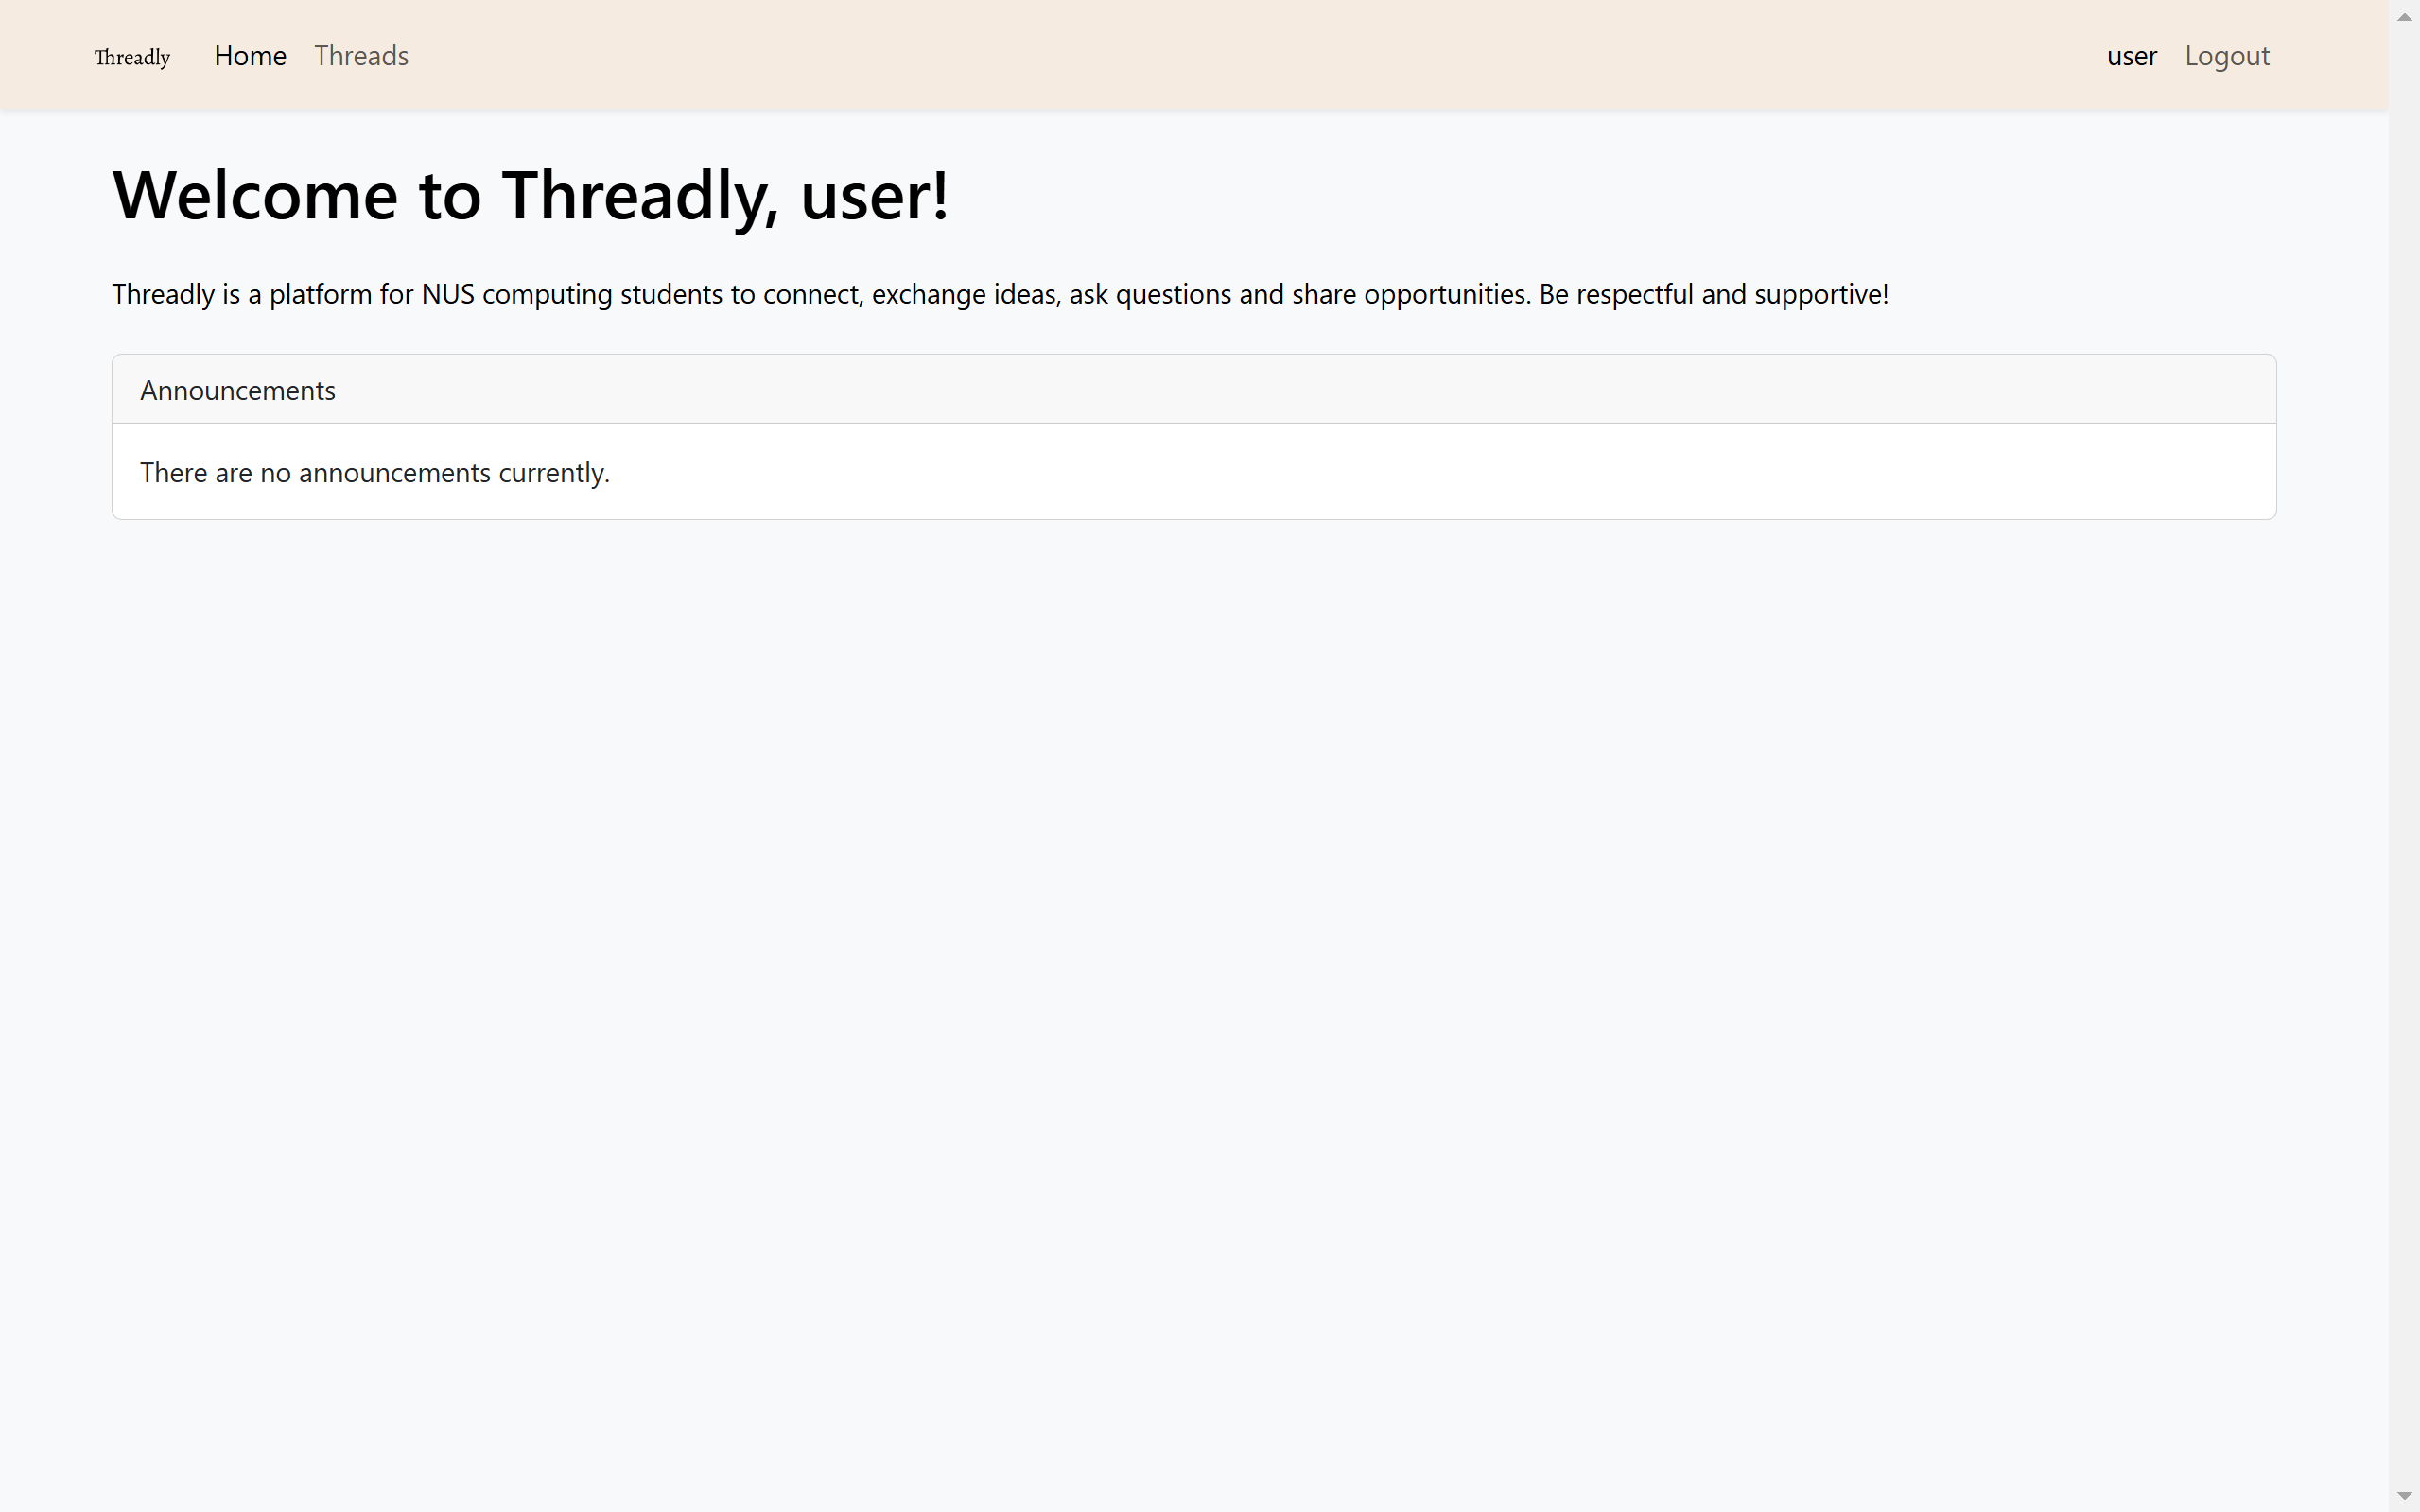 Threadly Home Threads user Logout
Welcome to Threadly, user!
Threadly is a platform for NUS computing students to connect, exchange ideas, ask questions and share opportunities. Be respectful and supportive!
Announcements
There are no announcements currently.